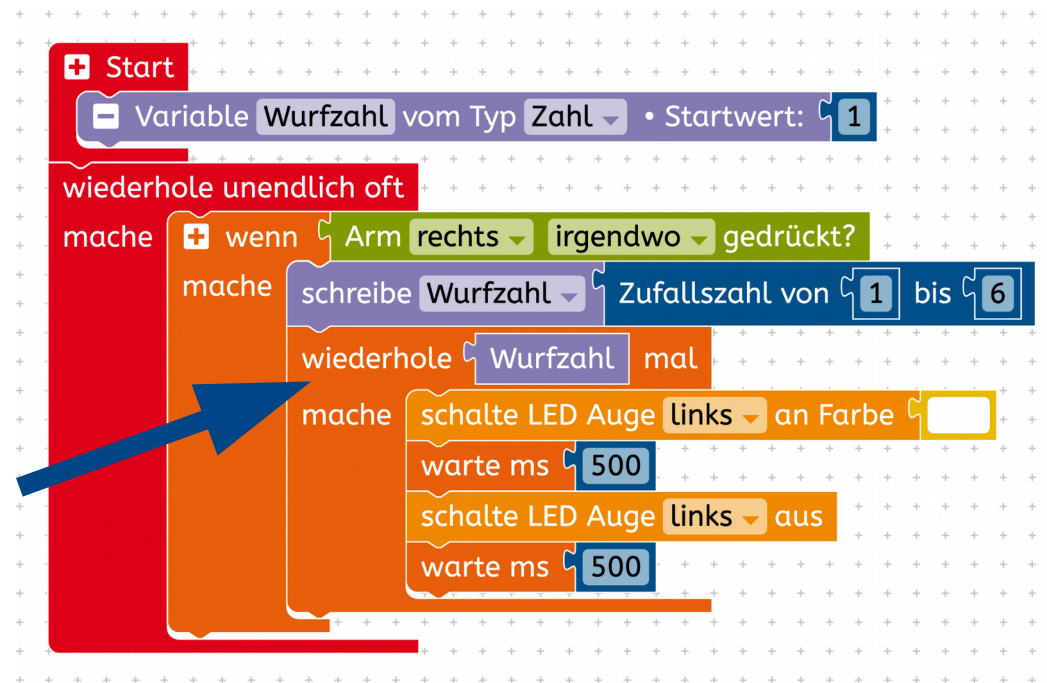 Start
Variable Wurfzahl vom Typ Zahl • Startwert: 1
wiederhole unendlich oft
mache wenn Arm rechts irgendwo gedrückt?
mache schreibe Wurfzahl Zufallszahl von 1 bis 6
wiederhole Wurfzahl mal
mache schalte LED Auge links an Farbe
warte ms 500
schalte LED Auge links aus
warte ms 500